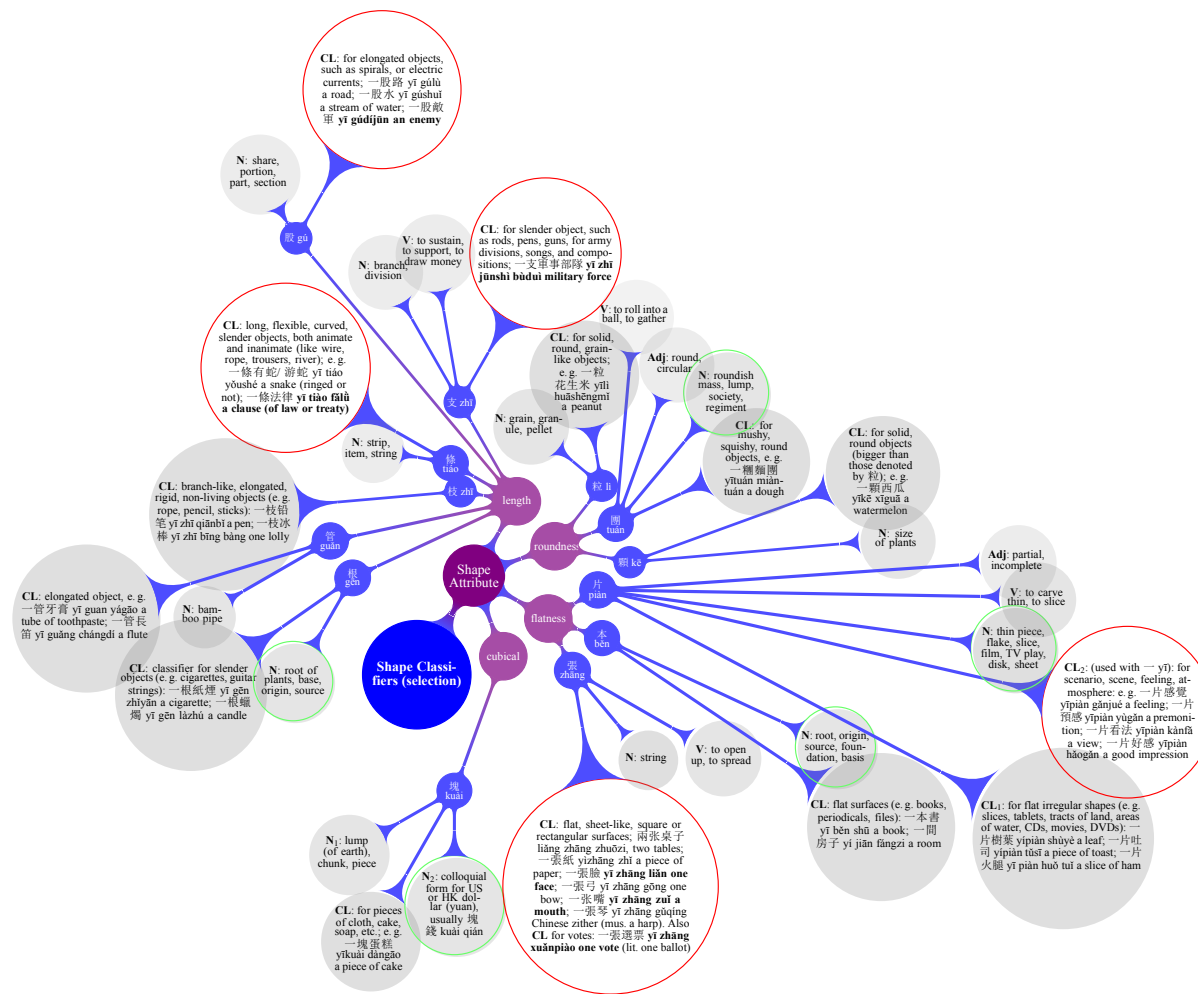 CL: for elongated objects,
such as spirals, or electric
currents; 一股路 yī gúlù
a road; 一股水 yī gúshuǐ
a stream of water; 一股敵
軍 yī gúdíjūn an enemy
N: share,
portion,
part, section
股 gú
N: branch,
division
V: to sustain,
to support, to
draw money
CL: for slender object, such
as rods, pens, guns, for army
divisions, songs, and compo-
sitions; 一支軍事部隊 yī zhī
jūnshì bùduì military force
支 zhī
CL: long, flexible, curved,
slender objects, both animate
and inanimate (like wire,
rope, trousers, river); e. g.
一條有蛇/ 游蛇 yī tiáo
yǒushé a snake (ringed or
not); 一條法律 yī tiào fǎlǜ
a clause (of law or treaty)
N: strip,
item, string
條
tiáo
CL: branch-like, elongated,
rigid, non-living objects (e. g.
rope, pencil, sticks): 一枝铅
笔 yī zhī qiānbǐ a pen; 一枝冰
棒 yī zhī bīng bàng one lolly
枝 zhī
length
管
guǎn
CL: elongated object, e. g.
一管牙膏 yī guan yágāo a
tube of toothpaste; 一管長
笛 yī guǎng chángdí a flute
N: bam-
boo pipe
根
gēn
CL: classifier for slender
objects (e. g. cigarettes, guitar
strings): 一根紙煙 yī gēn
zhǐyān a cigarette; 一根蠟
燭 yī gēn làzhú a candle
N: root of
plants, base,
origin, source
V: to roll into a
ball, to gather
CL: for solid,
round, grain-
like objects;
e. g. 一粒
花生米 yīli
huāshēngmǐ
a peanut
N: grain, gran-
ule, pellet
粒 li
Adj: round,
circular
N: roundish
mass, lump,
society,
regiment
CL: for
mushy,
squishy, round
objects, e. g.
一糰麵團
yītuán miàn-
tuán a dough
團
tuán
roundness
CL: for solid,
round objects
(bigger than
those denoted
by 粒); e. g.
一顆西瓜
yīkē xīguā a
watermelon
N: size
of plants
顆 kē
Shape
Attribute
Shape Classi-
fiers (selection)
flatness
片
piàn
Adj: partial,
incomplete
V: to carve
thin, to slice
N: thin piece,
flake, slice,
film, TV play,
disk, sheet
CL₂: (used with 一 yī): for
scenario, scene, feeling, at-
mosphere: e. g. 一片感覺
yīpiàn gǎnjué a feeling; 一片
預感 yīpiàn yùgǎn a premoni-
tion; 一片看法 yīpiàn kànfǎ
a view; 一片好感 yīpiàn
hǎogǎn a good impression
CL₁: for flat irregular shapes (e. g.
slices, tablets, tracts of land, areas
of water, CDs, movies, DVDs): 一
片樹葉 yípiàn shùyè a leaf; 一片吐
司 yípiàn tǔsī a piece of toast; 一片
火腿 yī piàn huǒ tuǐ a slice of ham
本
běn
N: root, origin,
source, foun-
dation, basis
CL: flat surfaces (e. g. books,
periodicals, files): 一本書
yī běn shū a book; 一間
房子 yí jiān fángzi a room
張
zhāng
N: string
V: to open
up, to spread
CL: flat, sheet-like, square or
rectangular surfaces; 兩张桌子
liǎng zhāng zhuōzi, two tables;
一張紙 yizhāng zhǐ a piece of
paper; 一張臉 yī zhāng liǎn one
face; 一張弓 yī zhāng gōng one
bow; 一张嘴 yī zhāng zuǐ a
mouth; 一張琴 yī zhāng gǔqíng
Chinese zither (mus. a harp). Also
CL for votes: 一張選票 yī zhāng
xuǎnpiào one vote (lit. one ballot)
cubical
塊
kuài
N₁: lump
(of earth),
chunk, piece
CL: for pieces
of cloth, cake,
soap, etc.; e. g.
一塊蛋糕
yīkuài dàngāo
a piece of cake
N₂: colloquial
form for US
or HK dol-
lar (yuan),
usually 塊
錢 kuài qián